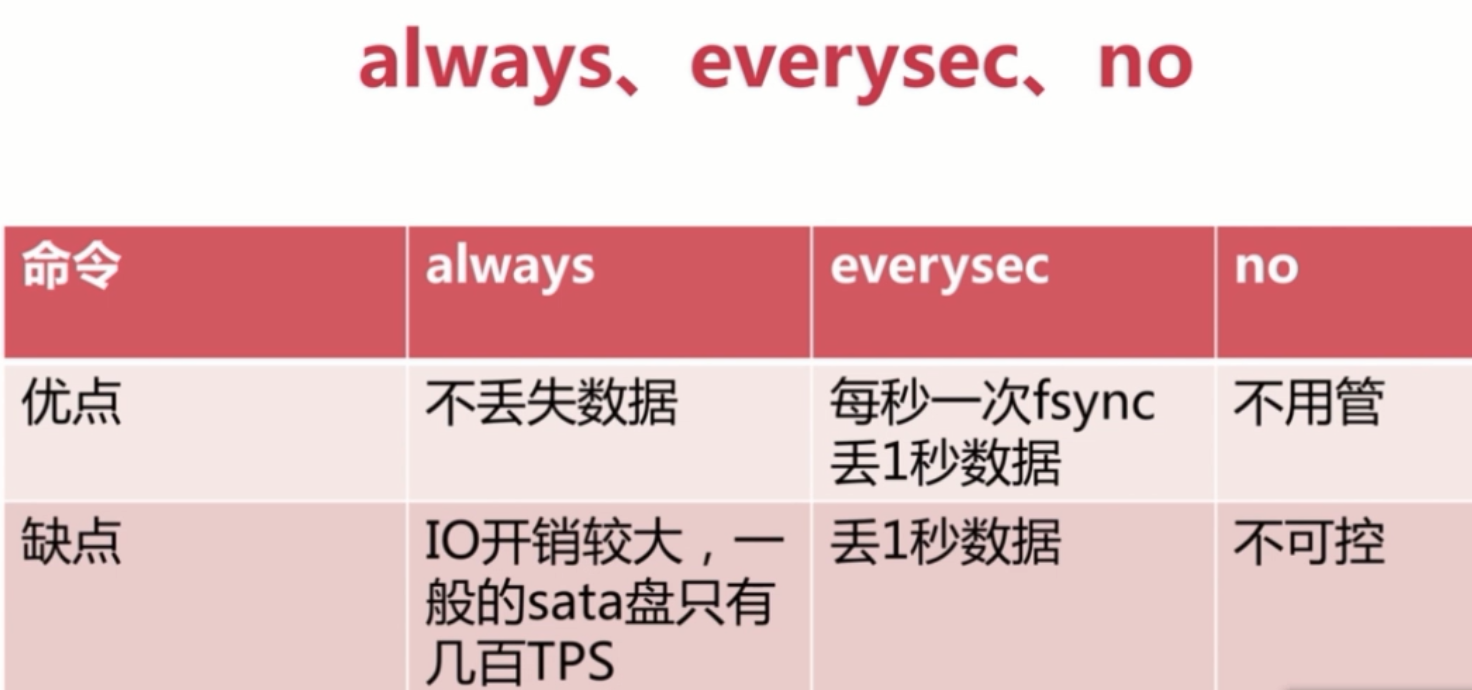 always、everysec、no
命令
always
everysec
no
优点
不丢失数据
每秒一次fsync
丢1秒数据
不用管
缺点
IO开销较大，一
般的sata盘只有
几百TPS
丢1秒数据
不可控